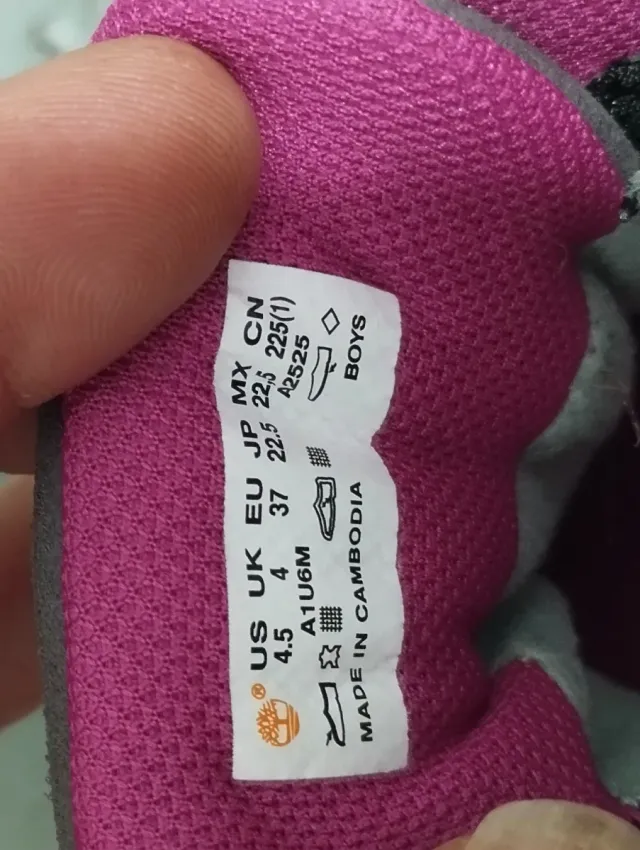 US UK EU JP MX CN
4.5 4 37 22.5 22,5 225(1)
A1U6M A2525
MADE IN CAMBODIA BOYS
®